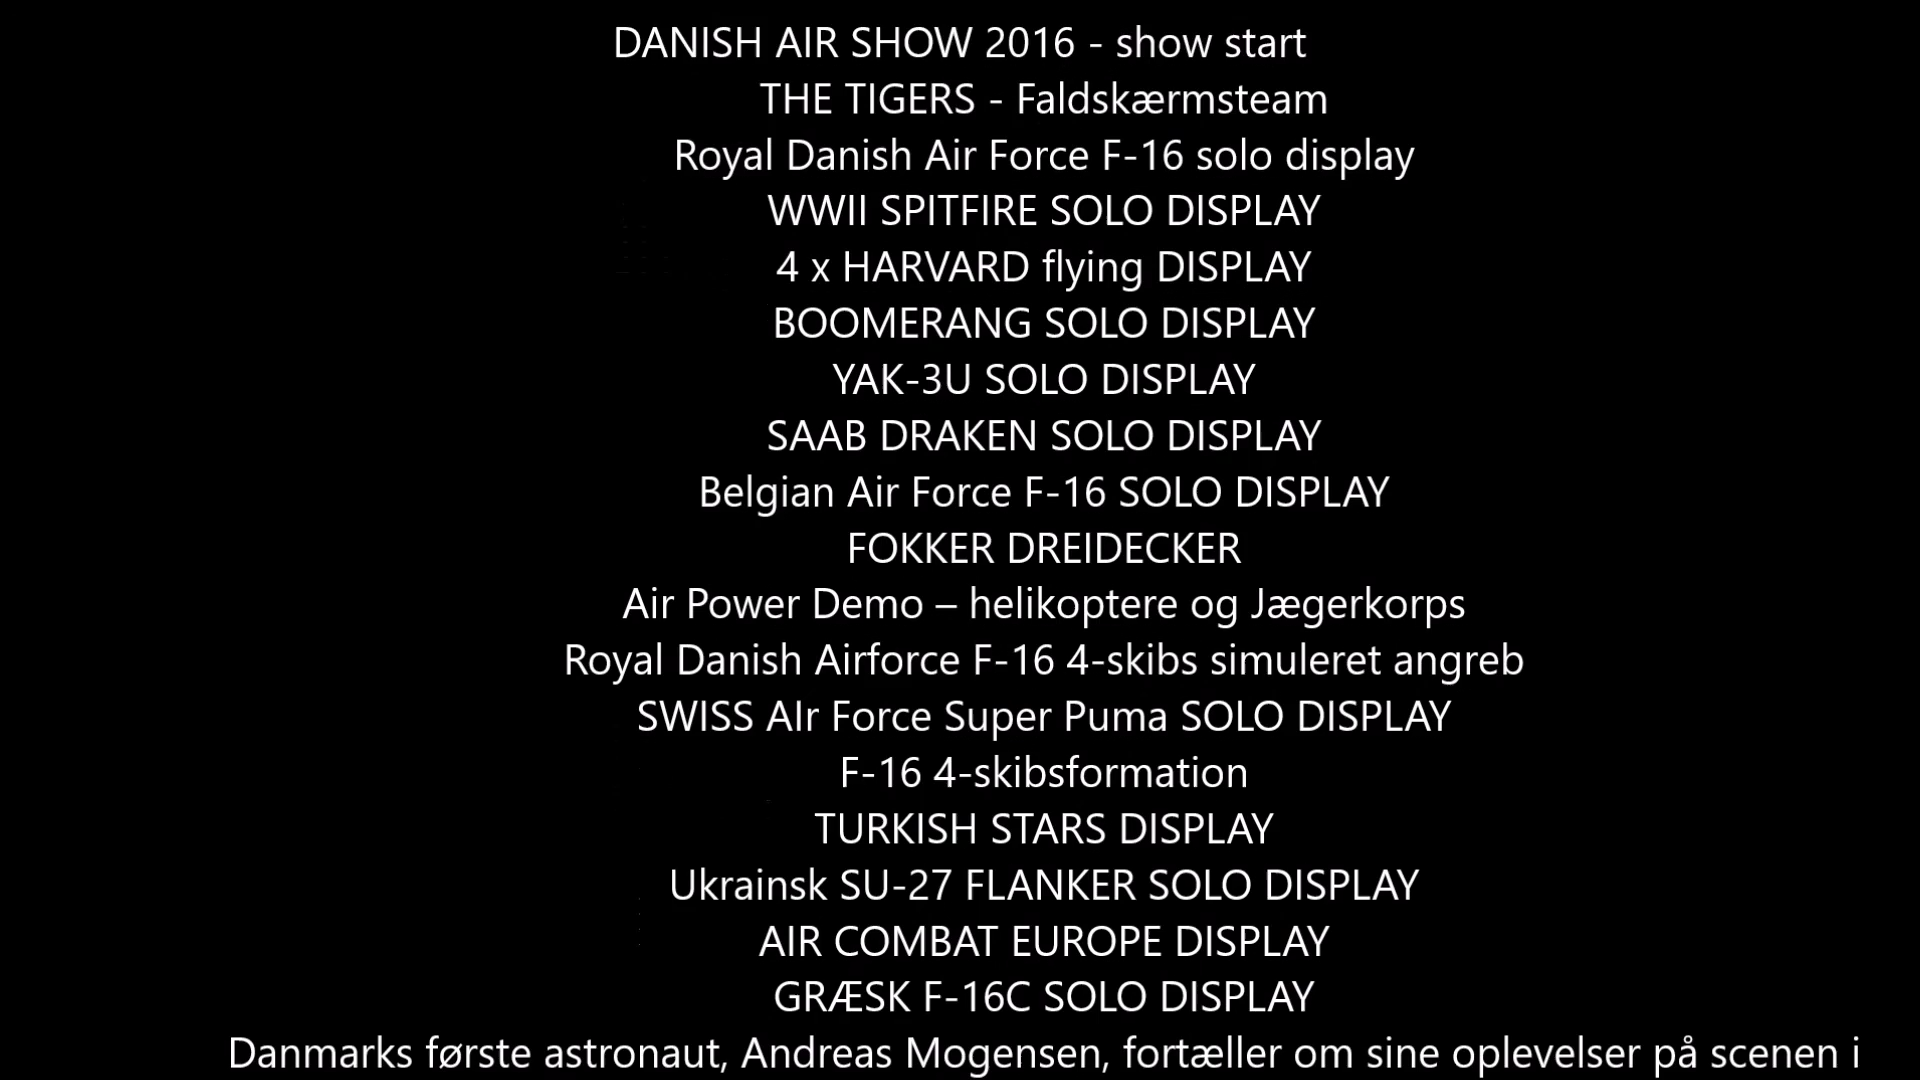 DANISH AIR SHOW 2016 - show start
THE TIGERS - Faldskærmsteam
Royal Danish Air Force F-16 solo display
WWII SPITFIRE SOLO DISPLAY
4 x HARVARD flying DISPLAY
BOOMERANG SOLO DISPLAY
YAK-3U SOLO DISPLAY
SAAB DRAKEN SOLO DISPLAY
Belgian Air Force F-16 SOLO DISPLAY
FOKKER DREIDECKER
Air Power Demo – helikoptere og Jægerkorps
Royal Danish Airforce F-16 4-skibs simuleret angreb
SWISS AIr Force Super Puma SOLO DISPLAY
F-16 4-skibsformation
TURKISH STARS DISPLAY
Ukrainsk SU-27 FLANKER SOLO DISPLAY
AIR COMBAT EUROPE DISPLAY
GRÆSK F-16C SOLO DISPLAY
Danmarks første astronaut, Andreas Mogensen, fortæller om sine oplevelser på scenen i